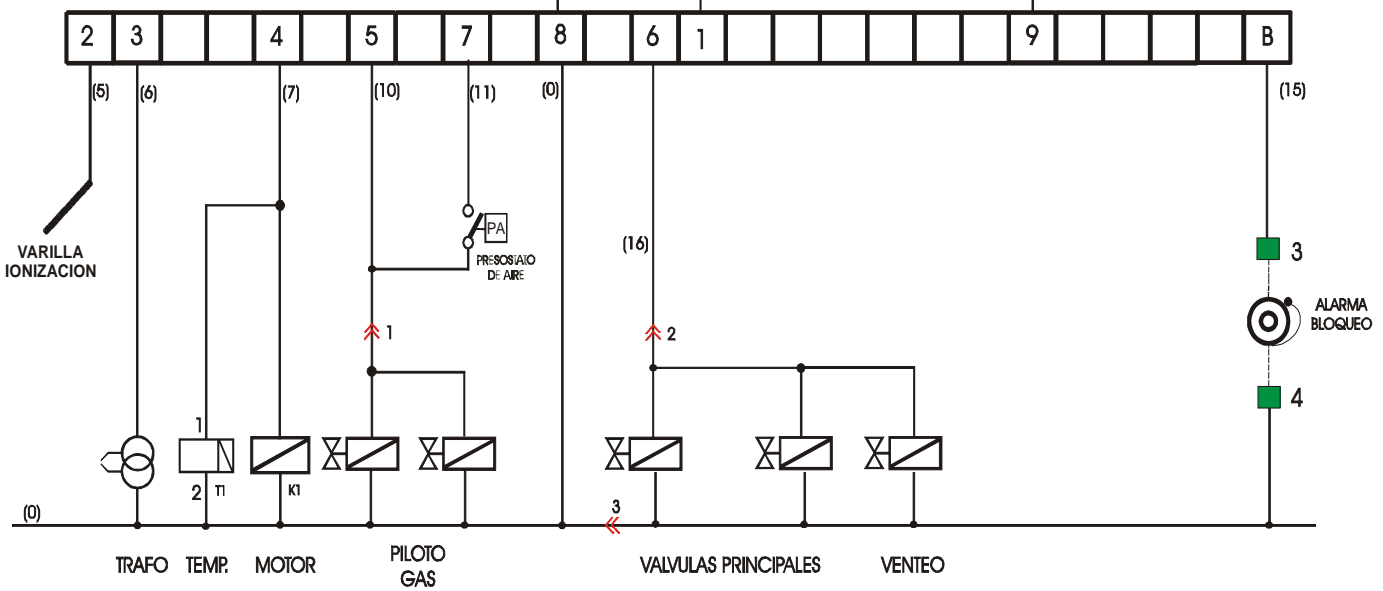 2 3 4 5 7 8 6 1 9 B
(5) (6) (7) (10) (11) (0) (15)
PA
VARILLA
IONIZACION
(16)
PRESOSTATO
DE AIRE
3
ALARMA
BLOQUEO
1 2
4
1
2 T1 K1
3
(0)
TRAFO TEMP. MOTOR PILOTO
GAS
VALVULAS PRINCIPALES VENTEO